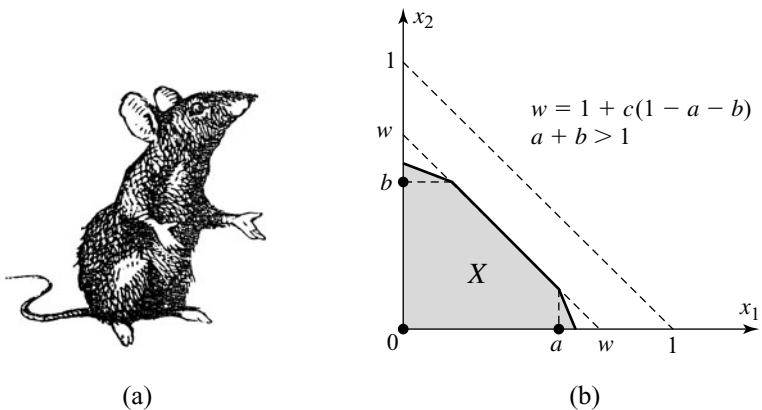 x₂
1
w = 1 + c(1 − a − b)
a + b > 1
w
b
X
x₁
0
a
w
1
(a)
(b)